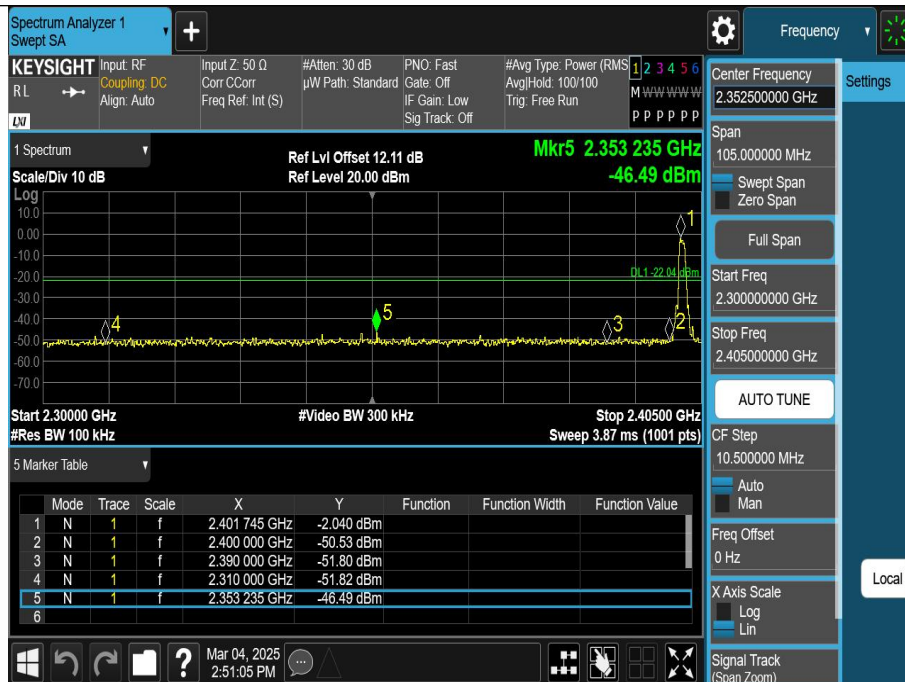 Spectrum Analyzer 1
Swept SA
+
Frequency
KEYSIGHT
RL
LXI
Input: RF
Coupling: DC
Align: Auto
Input Z: 50 Ω
Corr CCorr
Freq Ref: Int (S)
#Atten: 30 dB
µW Path: Standard
PNO: Fast
Gate: Off
IF Gain: Low
Sig Track: Off
#Avg Type: Power (RMS
Avg|Hold: 100/100
Trig: Free Run
1 2 3 4 5 6
M W W W W W
P P P P P P
1 Spectrum
Scale/Div 10 dB
Ref Lvl Offset 12.11 dB
Ref Level 20.00 dBm
Mkr5 2.353 235 GHz
-46.49 dBm
Log
10.0
0.00
-10.0
-20.0
-30.0
-40.0
-50.0
-60.0
-70.0
1
DL1 -22.04 dBm
4
5
3
2
Start 2.30000 GHz
#Video BW 300 kHz
Stop 2.40500 GHz
#Res BW 100 kHz
Sweep 3.87 ms (1001 pts)
5 Marker Table
Mode Trace Scale X Y Function Function Width Function Value
1 N 1 f 2.401 745 GHz -2.040 dBm
2 N 1 f 2.400 000 GHz -50.53 dBm
3 N 1 f 2.390 000 GHz -51.80 dBm
4 N 1 f 2.310 000 GHz -51.82 dBm
5 N 1 f 2.353 235 GHz -46.49 dBm
6
?
Mar 04, 2025
2:51:05 PM
Center Frequency
2.352500000 GHz
Settings
Span
105.000000 MHz
Swept Span
Zero Span
Full Span
Start Freq
2.300000000 GHz
Stop Freq
2.405000000 GHz
AUTO TUNE
CF Step
10.500000 MHz
Auto
Man
Freq Offset
0 Hz
Local
X Axis Scale
Log
Lin
Signal Track
(Span Zoom)